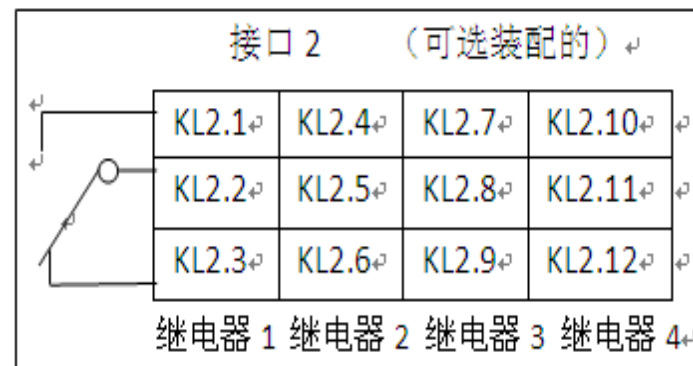 接口 2 （可选装配的）
KL2.1 KL2.4 KL2.7 KL2.10
KL2.2 KL2.5 KL2.8 KL2.11
KL2.3 KL2.6 KL2.9 KL2.12
继电器 1 继电器 2 继电器 3 继电器 4